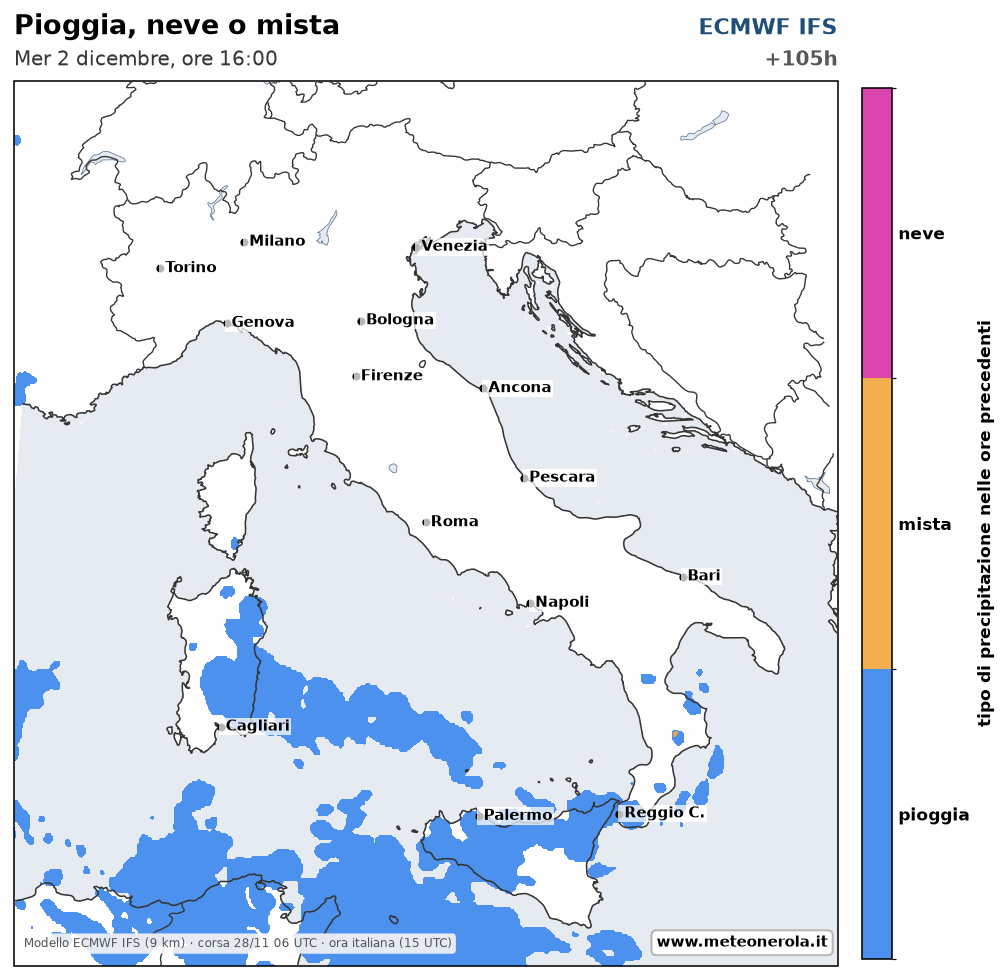 Pioggia, neve o mista
ECMWF IFS
Mer 2 dicembre, ore 16:00
+105h
neve
Milano
Venezia
Torino
Genova
Bologna
Firenze
Ancona
Pescara
Roma
mista
Bari
Napoli
Cagliari
Palermo
Reggio C.
pioggia
tipo di precipitazione nelle ore precedenti
Modello ECMWF IFS (9 km) · corsa 28/11 06 UTC · ora italiana (15 UTC)
www.meteonerola.it